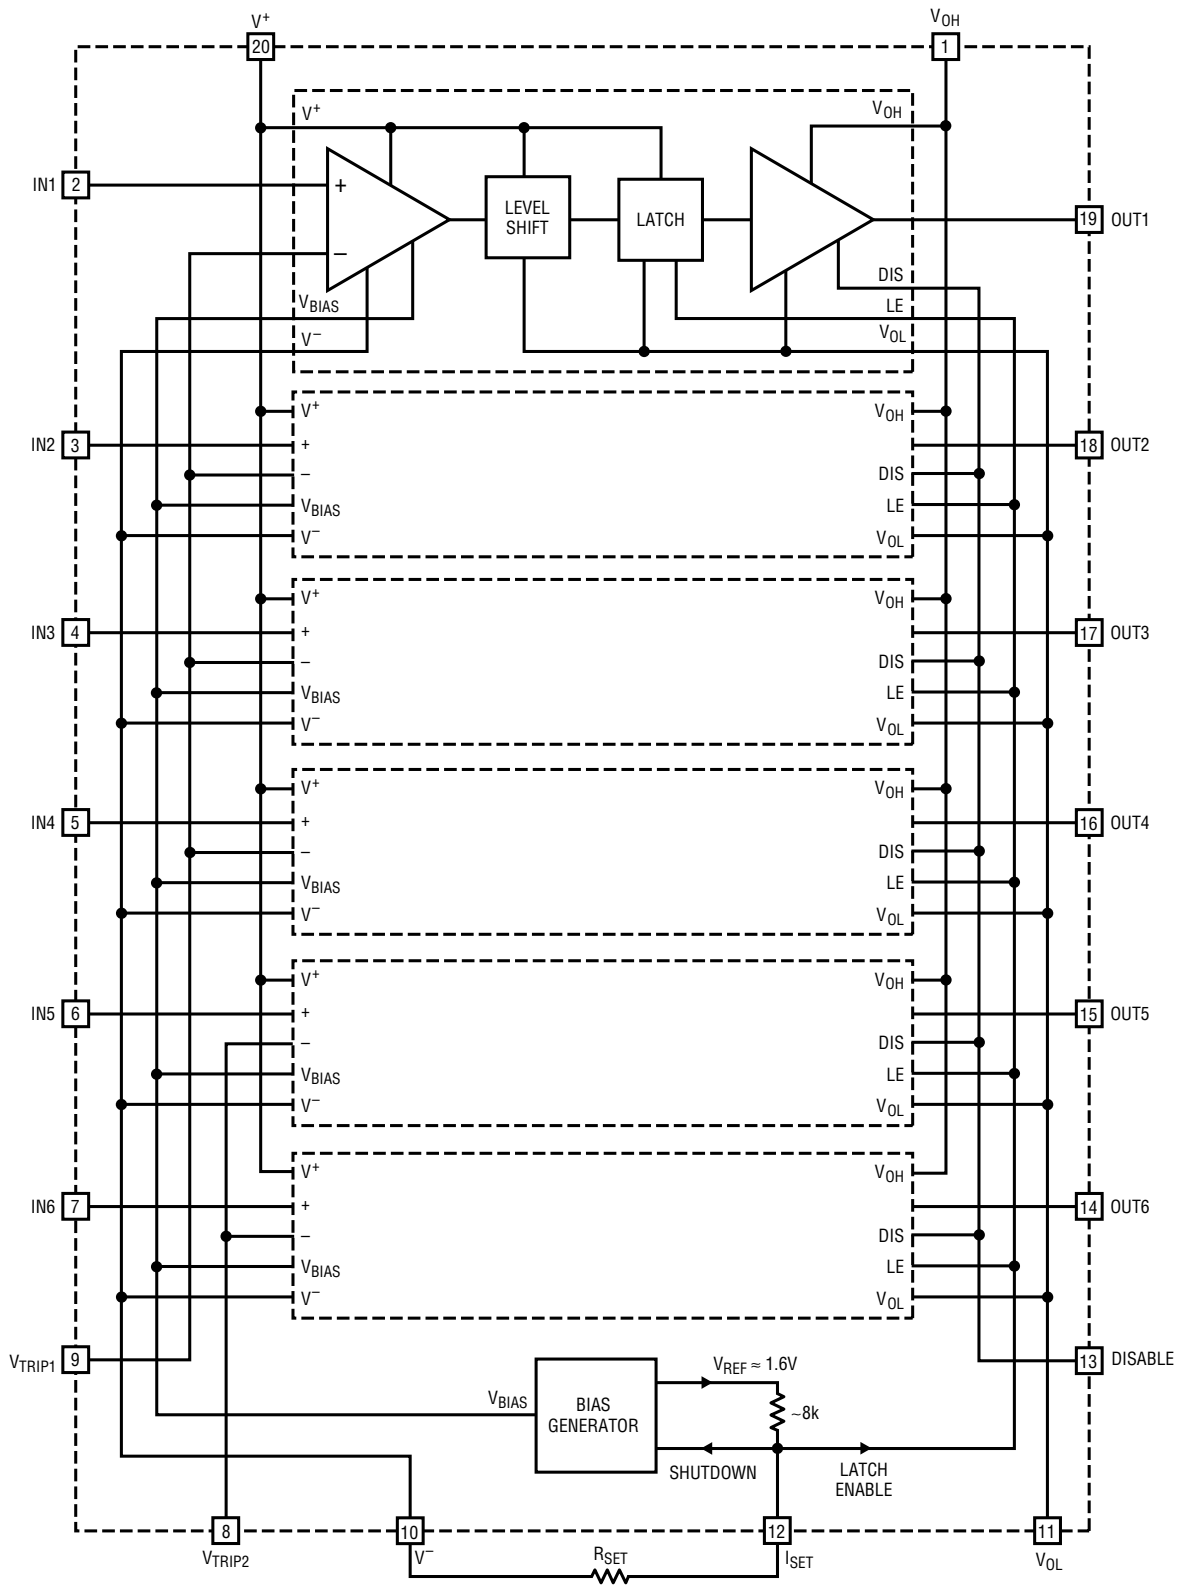 V+ VOH
20 1
V+ VOH
IN1 2 + LEVEL SHIFT LATCH 19 OUT1
–
DIS
VBIAS LE
V– VOL
V+ VOH
IN2 3 + 18 OUT2
– DIS
VBIAS LE
V– VOL
V+ VOH
IN3 4 + 17 OUT3
– DIS
VBIAS LE
V– VOL
V+ VOH
IN4 5 + 16 OUT4
– DIS
VBIAS LE
V– VOL
V+ VOH
IN5 6 + 15 OUT5
– DIS
VBIAS LE
V– VOL
V+ VOH
IN6 7 + 14 OUT6
– DIS
VBIAS LE
V– VOL
VTRIP1 9 13 DISABLE
VREF ≈ 1.6V
VBIAS BIAS GENERATOR ~8k
SHUTDOWN LATCH ENABLE
8 10 12 11
VTRIP2 V– RSET ISET VOL